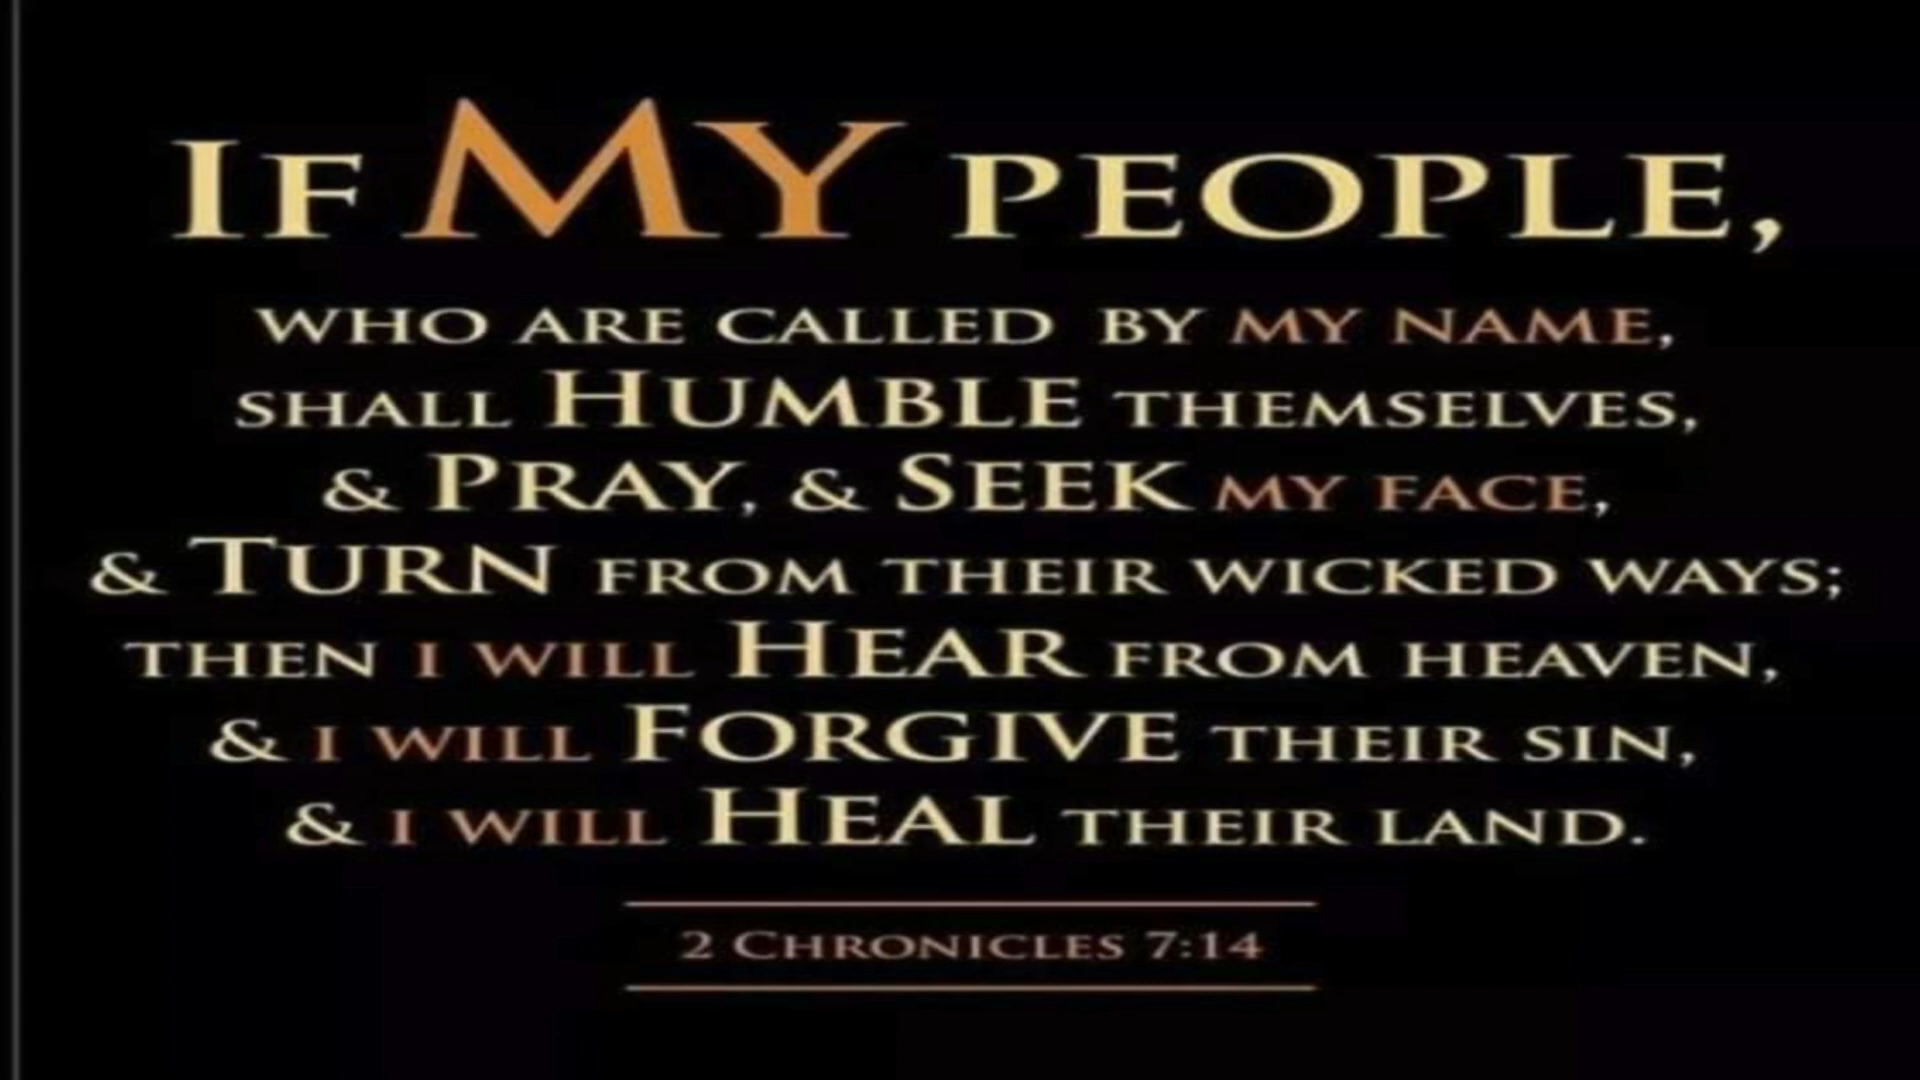 If MY PEOPLE,
WHO ARE CALLED BY MY NAME,
SHALL HUMBLE THEMSELVES,
& PRAY, & SEEK MY FACE,
& TURN FROM THEIR WICKED WAYS;
THEN I WILL HEAR FROM HEAVEN,
& I WILL FORGIVE THEIR SIN,
& I WILL HEAL THEIR LAND.
2 CHRONICLES 7:14